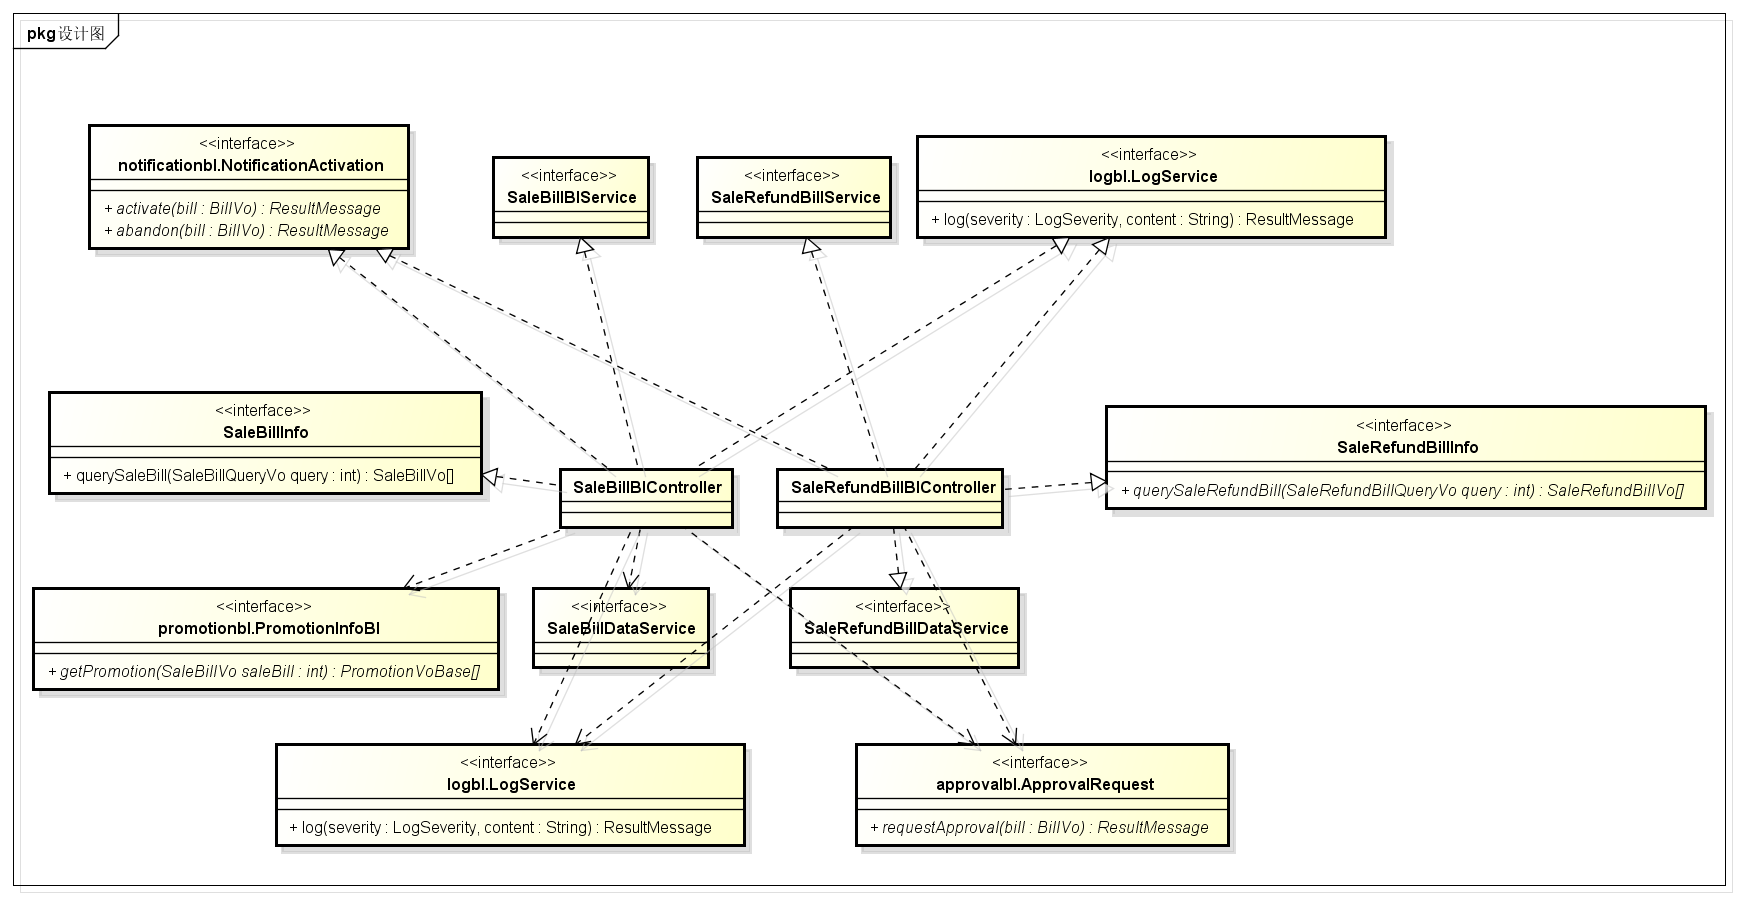 pkg 设计图
<<interface>>
notificationbl.NotificationActivation
+ activate(bill : BillVo) : ResultMessage
+ abandon(bill : BillVo) : ResultMessage
<<interface>>
SaleBillBlService
<<interface>>
SaleRefundBillService
<<interface>>
logbl.LogService
+ log(severity : LogSeverity, content : String) : ResultMessage
<<interface>>
SaleBillInfo
+ querySaleBill(SaleBillQueryVo query : int) : SaleBillVo[]
SaleBillBlController
SaleRefundBillBlController
<<interface>>
SaleRefundBillInfo
+ querySaleRefundBill(SaleRefundBillQueryVo query : int) : SaleRefundBillVo[]
<<interface>>
promotionbl.PromotionInfoBl
+ getPromotion(SaleBillVo saleBill : int) : PromotionVoBase[]
<<interface>>
SaleBillDataService
<<interface>>
SaleRefundBillDataService
<<interface>>
logbl.LogService
+ log(severity : LogSeverity, content : String) : ResultMessage
<<interface>>
approvalbl.ApprovalRequest
+ requestApproval(bill : BillVo) : ResultMessage